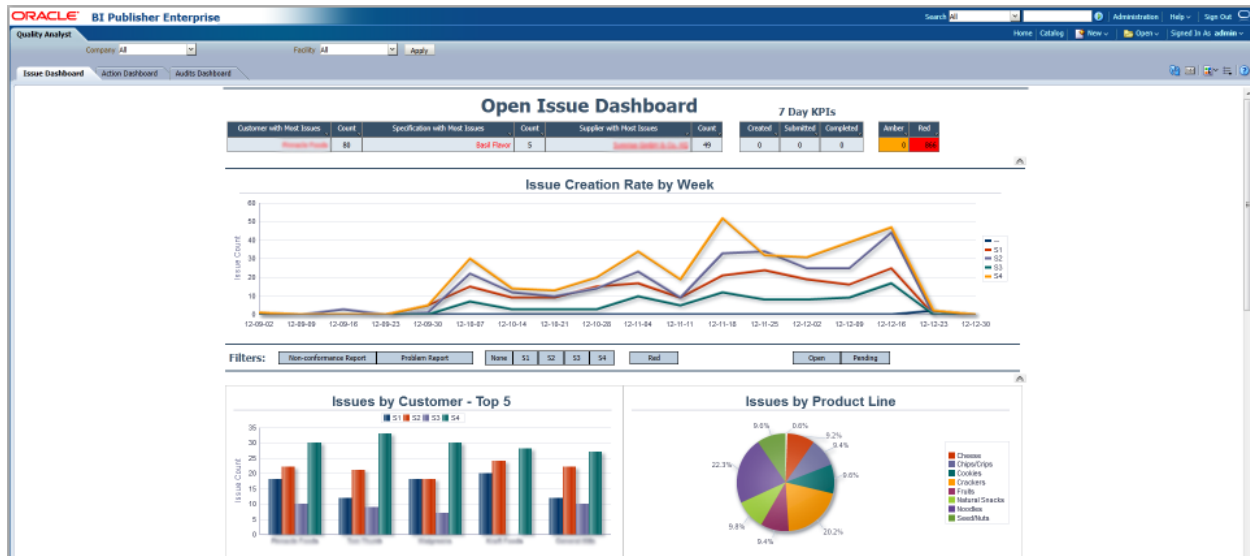 ORACLE BI Publisher Enterprise
Search All Administration Help Sign Out
Quality Analyst
Home Catalog New Open Signed In As admin
Company All Facility All Apply
Issue Dashboard Action Dashboard Audits Dashboard
Open Issue Dashboard
7 Day KPIs
Customer with Most Issues Count Specification with Most Issues Count Supplier with Most Issues Count Created Submitted Completed Amber Red
80 Basil Flavor 5 49 0 0 0 0
Issue Creation Rate by Week
Issue Count
60
50
40
30
20
10
0
12-09-02 12-09-09 12-09-16 12-09-23 12-09-30 12-10-07 12-10-14 12-10-21 12-10-28 12-11-04 12-11-11 12-11-18 12-11-25 12-12-02 12-12-09 12-12-16 12-12-23 12-12-30
--
S1
S2
S3
S4
Filters: Non-conformance Report Problem Report None S1 S2 S3 S4 Red Open Pending
Issues by Customer - Top 5
S1 S2 S3 S4
Issue Count
35
30
25
20
15
10
5
0
Issues by Product Line
9.6% 0.6%
9.2%
9.4%
22.3%
9.8%
9.4%
20.2%
Cheese
Chips/Crips
Cookies
Crackers
Fruits
Natural Snacks
Noodles
Seed/Nuts